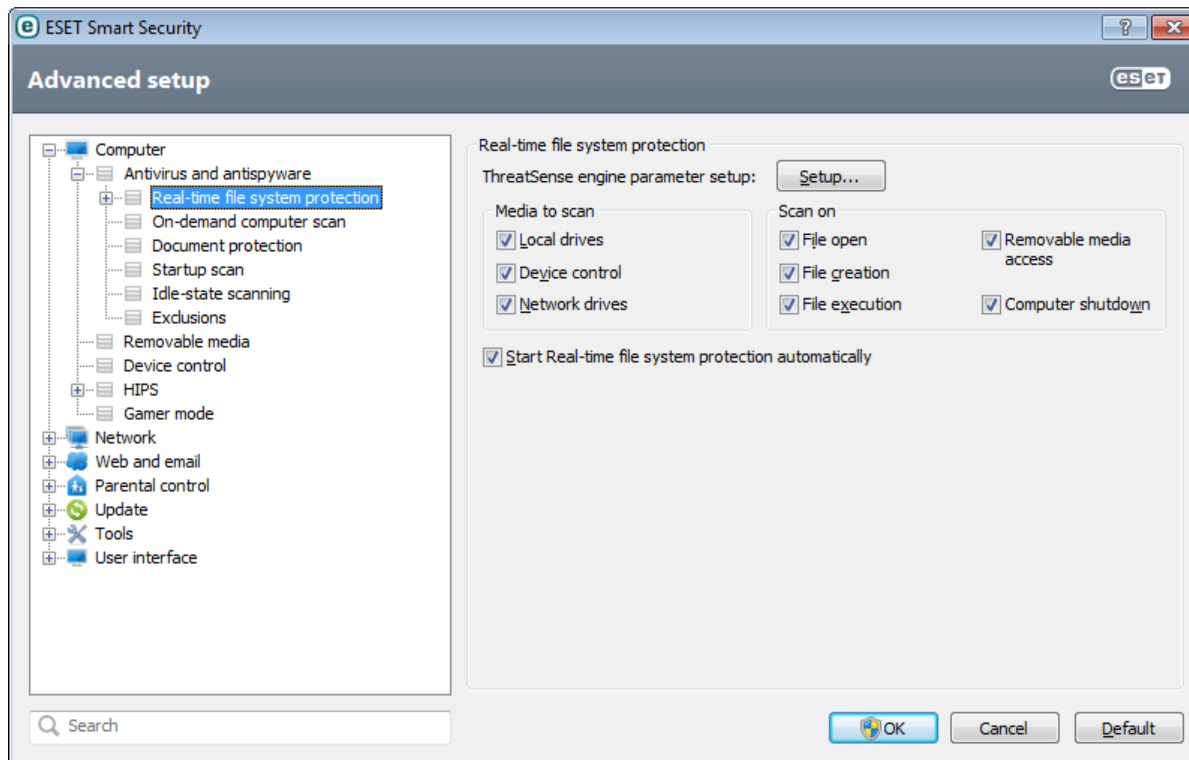 ESET Smart Security
Advanced setup
eseT
Computer
Antivirus and antispyware
Real-time file system protection
On-demand computer scan
Document protection
Startup scan
Idle-state scanning
Exclusions
Removable media
Device control
HIPS
Gamer mode
Network
Web and email
Parental control
Update
Tools
User interface
Search
Real-time file system protection
ThreatSense engine parameter setup:
Setup...
Media to scan
Local drives
Device control
Network drives
Scan on
File open
File creation
File execution
Removable media
access
Computer shutdown
Start Real-time file system protection automatically
OK
Cancel
Default